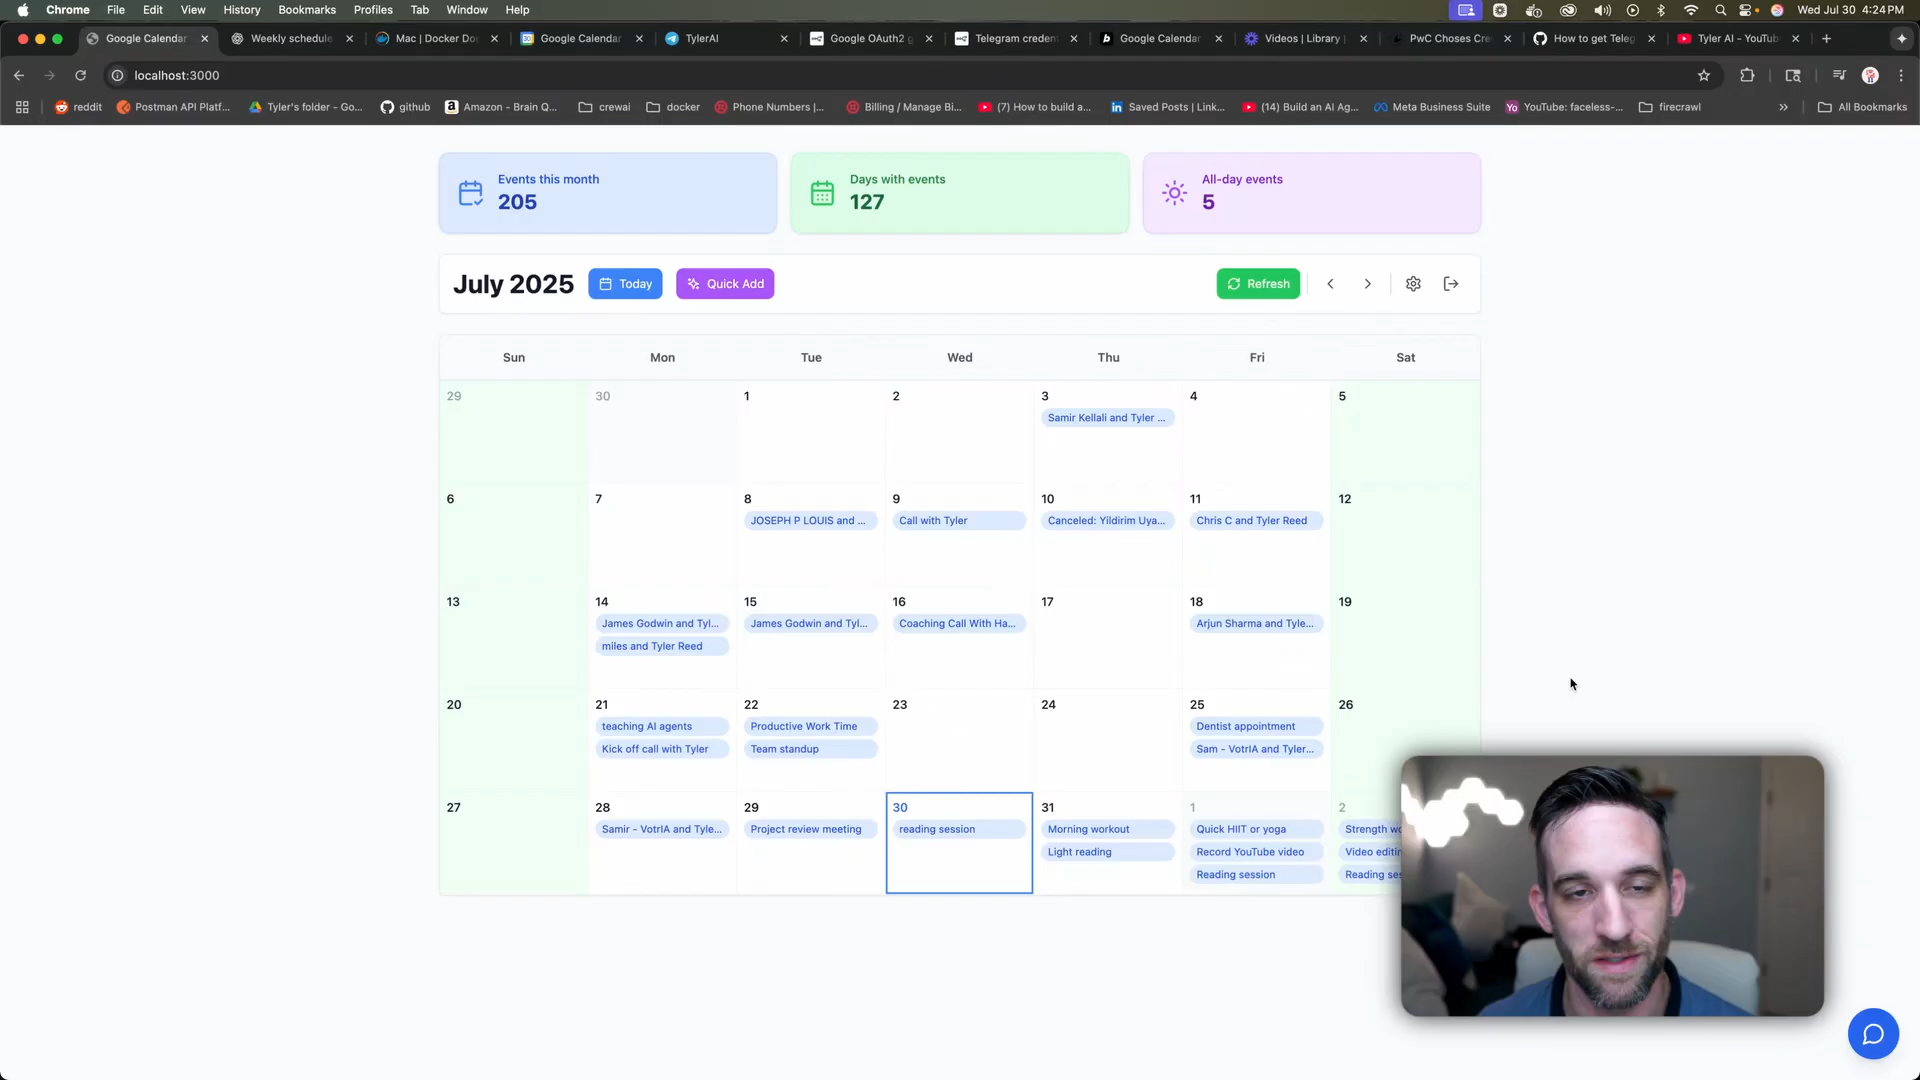 Chrome File Edit View History Bookmarks Profiles Tab Window Help Wed Jul 30 4:24 PM
Google Calendar Weekly schedule Mac | Docker Do Google Calendar TylerAI Google OAuth2 Telegram creden Google Calendar Videos | Library | PwC Choses Cre How to get Teleg Tyler AI - YouTub
localhost:3000
reddit Postman API Platf... Tyler's folder - Go... github Amazon - Brain Q... crewai docker Phone Numbers |... Billing / Manage Bi... (7) How to build a... Saved Posts | Link... (14) Build an AI Ag... Meta Business Suite YouTube: faceless-... firecrawl All Bookmarks
Events this month
205
Days with events
127
All-day events
5
July 2025 Today Quick Add Refresh
Sun Mon Tue Wed Thu Fri Sat
29 30 1 2 3 4 5
Samir Kellali and Tyler ...
6 7 8 9 10 11 12
JOSEPH P LOUIS and ... Call with Tyler Canceled: Yildirim Uya... Chris C and Tyler Reed
13 14 15 16 17 18 19
James Godwin and Tyl... James Godwin and Tyl... Coaching Call With Ha... Arjun Sharma and Tyle...
miles and Tyler Reed
20 21 22 23 24 25 26
teaching AI agents Productive Work Time Dentist appointment
Kick off call with Tyler Team standup Sam - VotrIA and Tyler...
27 28 29 30 31 1 2
Samir - VotrIA and Tyle... Project review meeting reading session Morning workout Quick HIIT or yoga Strength wo
Light reading Record YouTube video Video editin
Reading session Reading ses